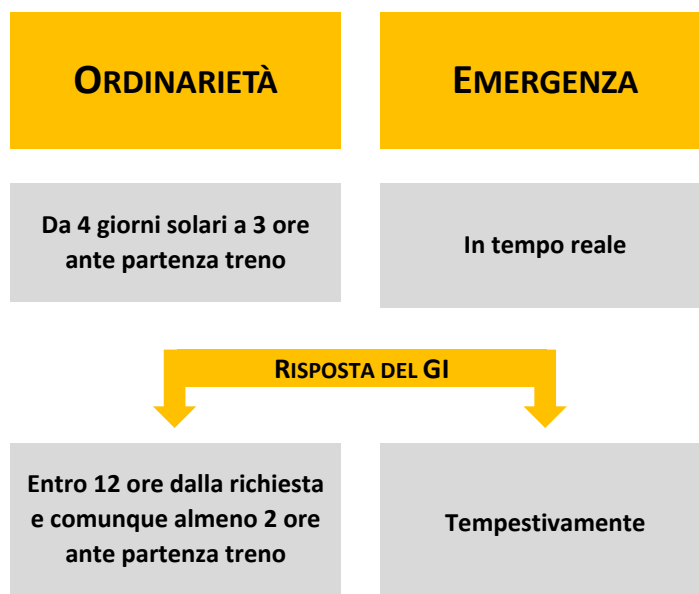 ORDINARIETÀ
EMERGENZA
Da 4 giorni solari a 3 ore
ante partenza treno
In tempo reale
RISPOSTA DEL GI
Entro 12 ore dalla richiesta
e comunque almeno 2 ore
ante partenza treno
Tempestivamente